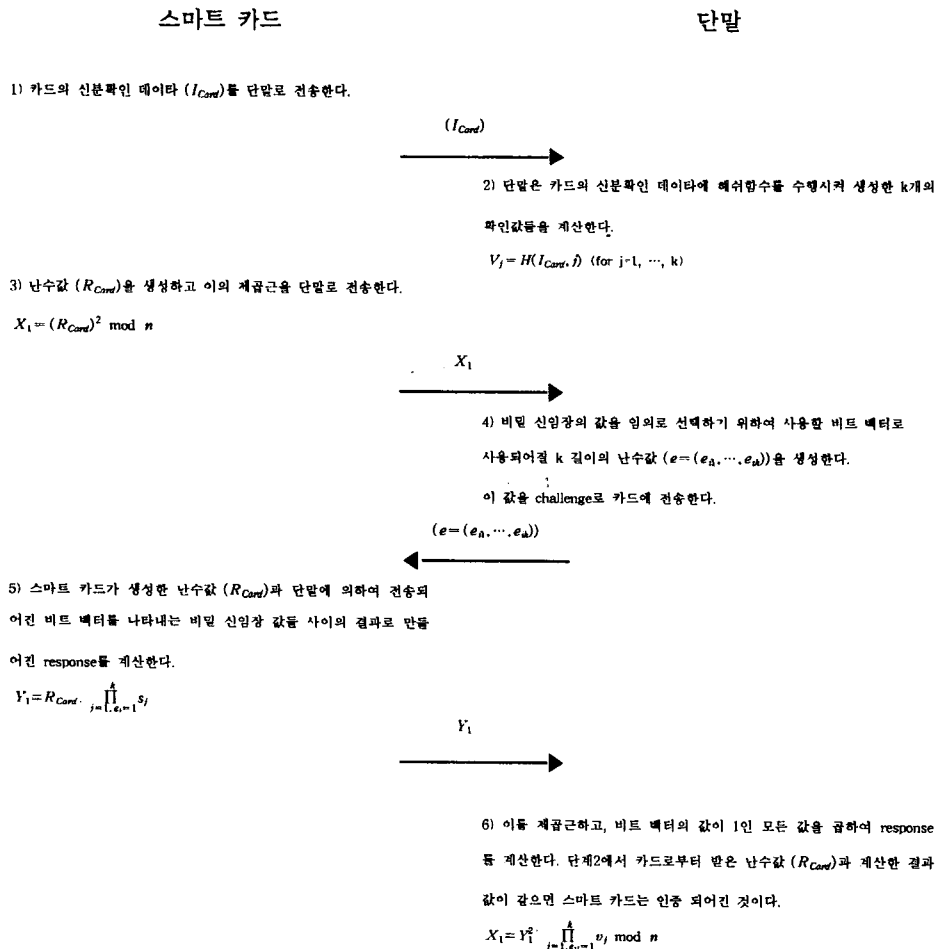 스마트 카드
단말
1) 카드의 신분확인 데이타 (I_Card)를 단말로 전송한다.
(I_Card)
2) 단말은 카드의 신분확인 데이타에 해쉬함수를 수행시켜 생성한 k개의
확인값들을 계산한다.
V_j = H(I_Card, j) (for j=1, ⋯, k)
3) 난수값 (R_Card)을 생성하고 이의 제곱근을 단말로 전송한다.
X_1 = (R_Card)^2 mod n
X_1
4) 비밀 신임장의 값을 임의로 선택하기 위하여 사용할 비트 벡터로
사용되어질 k 길이의 난수값 (e=(e_i1, ⋯, e_ik))을 생성한다.
이 값을 challenge로 카드에 전송한다.
(e=(e_i1, ⋯, e_ik))
5) 스마트 카드가 생성한 난수값 (R_Card)과 단말에 의하여 전송되
어진 비트 벡터를 나타내는 비밀 신임장 값들 사이의 결과로 만들
어진 response를 계산한다.
Y_1 = R_Card · ∏_{j=1, e_i=1}^{k} s_j
Y_1
6) 이를 제곱근하고, 비트 벡터의 값이 1인 모든 값을 곱하여 response
를 계산한다. 단계2에서 카드로부터 받은 난수값 (R_Card)과 계산한 결과
값이 같으면 스마트 카드는 인증 되어진 것이다.
X_1 = Y_1^2 · ∏_{j=1, e_ij=1}^{k} v_j mod n